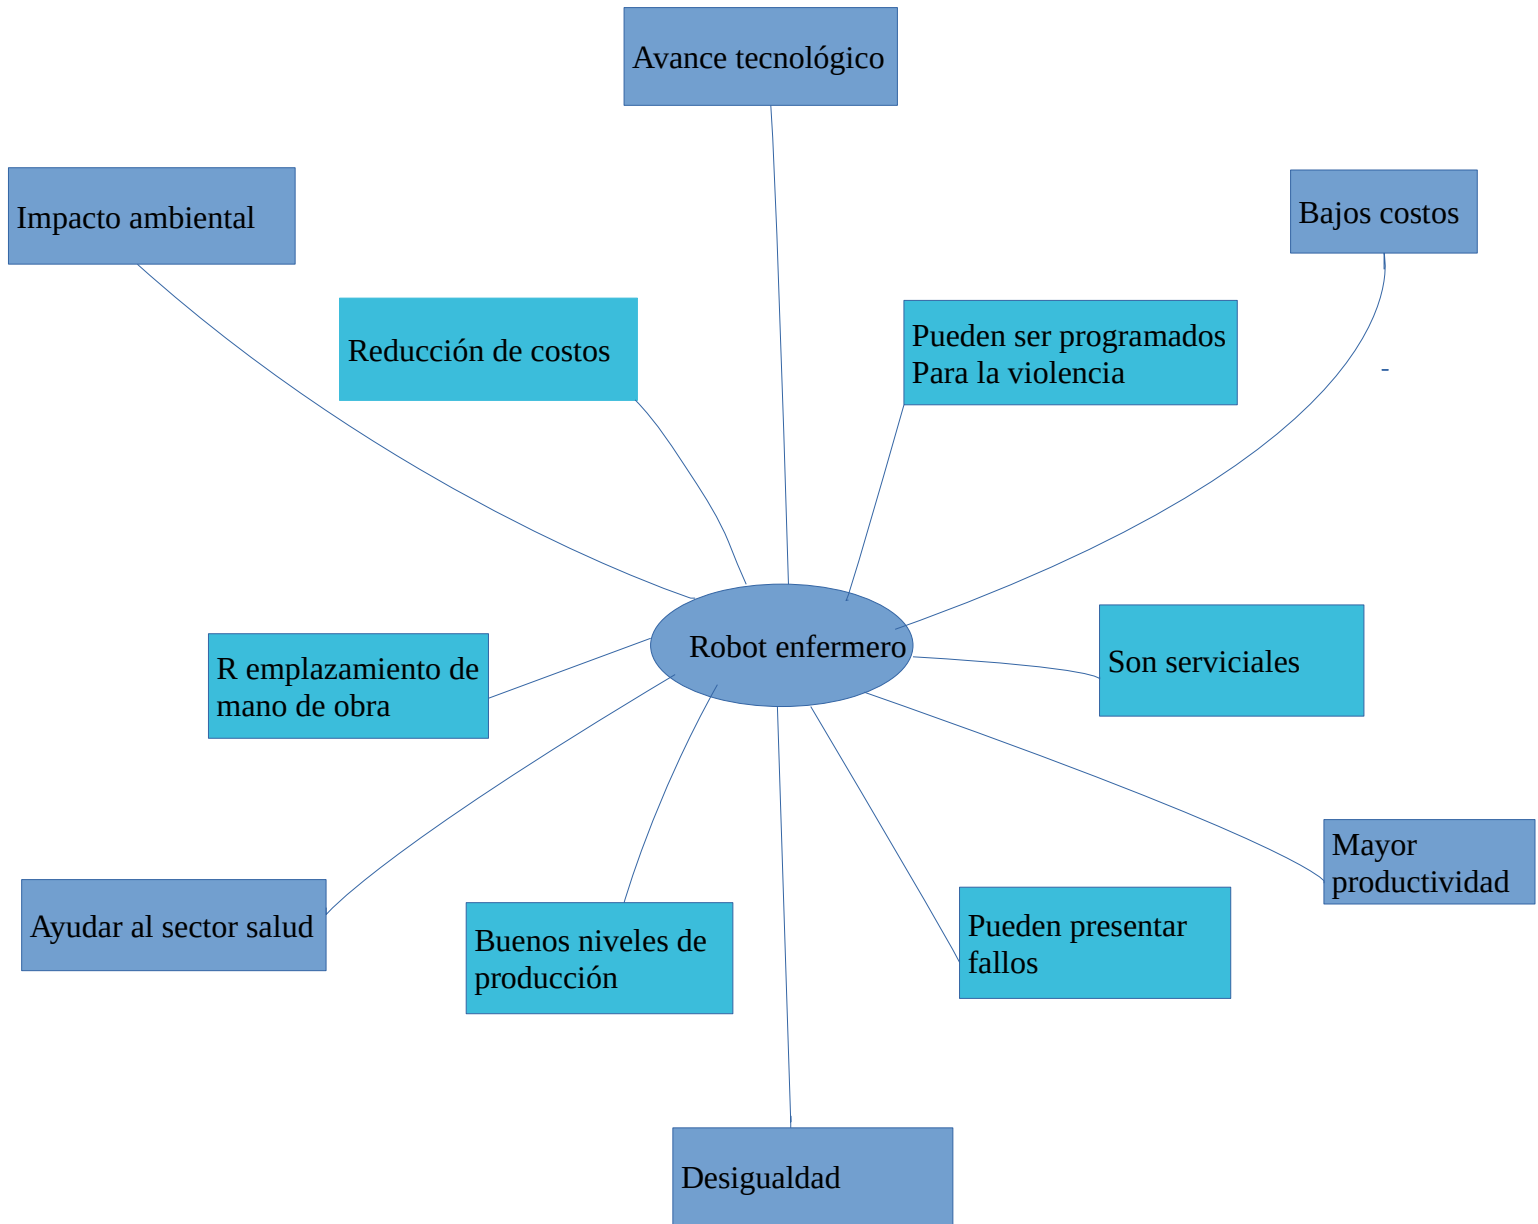 Avance tecnológico
Impacto ambiental
Bajos costos
Reducción de costos
Pueden ser programados
Para la violencia
Robot enfermero
Son serviciales
R emplazamiento de
mano de obra
Mayor
productividad
Ayudar al sector salud
Buenos niveles de
producción
Pueden presentar
fallos
Desigualdad